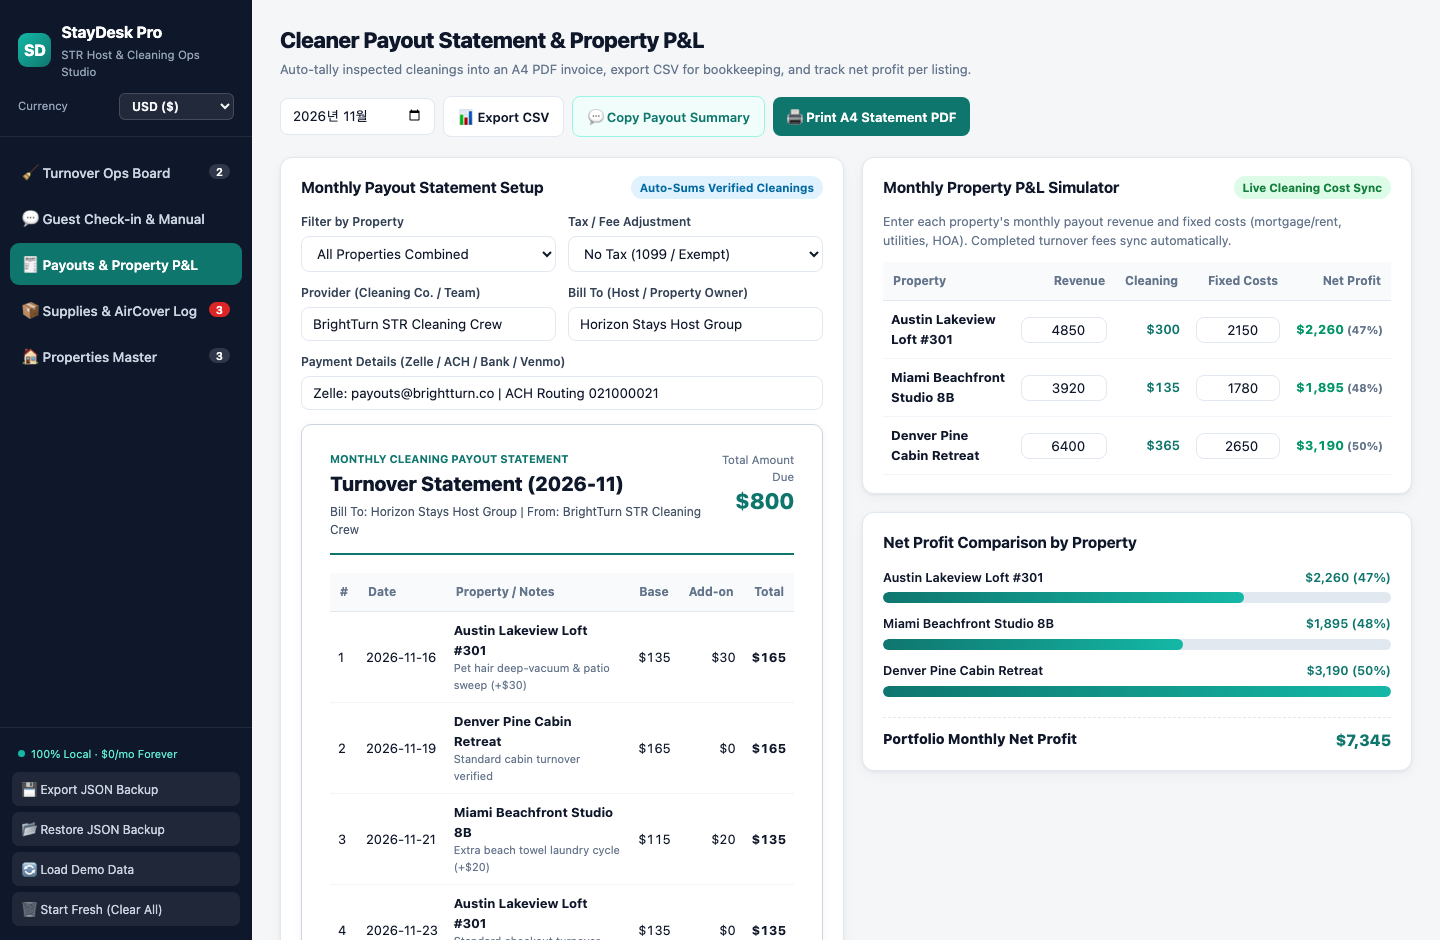 SD
StayDesk Pro
STR Host & Cleaning Ops
Studio
Currency
USD ($)
Turnover Ops Board
2
Guest Check-in & Manual
Payouts & Property P&L
Supplies & AirCover Log
3
Properties Master
3
100% Local · $0/mo Forever
Export JSON Backup
Restore JSON Backup
Load Demo Data
Start Fresh (Clear All)
Cleaner Payout Statement & Property P&L
Auto-tally inspected cleanings into an A4 PDF invoice, export CSV for bookkeeping, and track net profit per listing.
2026년 11월
Export CSV
Copy Payout Summary
Print A4 Statement PDF
Monthly Payout Statement Setup
Auto-Sums Verified Cleanings
Filter by Property
Tax / Fee Adjustment
All Properties Combined
No Tax (1099 / Exempt)
Provider (Cleaning Co. / Team)
Bill To (Host / Property Owner)
BrightTurn STR Cleaning Crew
Horizon Stays Host Group
Payment Details (Zelle / ACH / Bank / Venmo)
Zelle: payouts@brightturn.co | ACH Routing 021000021
MONTHLY CLEANING PAYOUT STATEMENT
Turnover Statement (2026-11)
Bill To: Horizon Stays Host Group | From: BrightTurn STR Cleaning
Crew
Total Amount
Due
$800
# Date Property / Notes Base Add-on Total
Austin Lakeview Loft
#301
1 2026-11-16 $135 $30 $165
Pet hair deep-vacuum & patio
sweep (+$30)
Denver Pine Cabin
Retreat
2 2026-11-19 $165 $0 $165
Standard cabin turnover
verified
Miami Beachfront Studio
8B
3 2026-11-21 $115 $20 $135
Extra beach towel laundry cycle
(+$20)
Austin Lakeview Loft
#301
4 2026-11-23 $135 $0 $135
Standard checkout turnover
Monthly Property P&L Simulator
Live Cleaning Cost Sync
Enter each property's monthly payout revenue and fixed costs (mortgage/rent,
utilities, HOA). Completed turnover fees sync automatically.
Property Revenue Cleaning Fixed Costs Net Profit
Austin Lakeview
Loft #301
4850 $300 2150 $2,260 (47%)
Miami Beachfront
Studio 8B
3920 $135 1780 $1,895 (48%)
Denver Pine
Cabin Retreat
6400 $365 2650 $3,190 (50%)
Net Profit Comparison by Property
Austin Lakeview Loft #301 $2,260 (47%)
Miami Beachfront Studio 8B $1,895 (48%)
Denver Pine Cabin Retreat $3,190 (50%)
Portfolio Monthly Net Profit $7,345